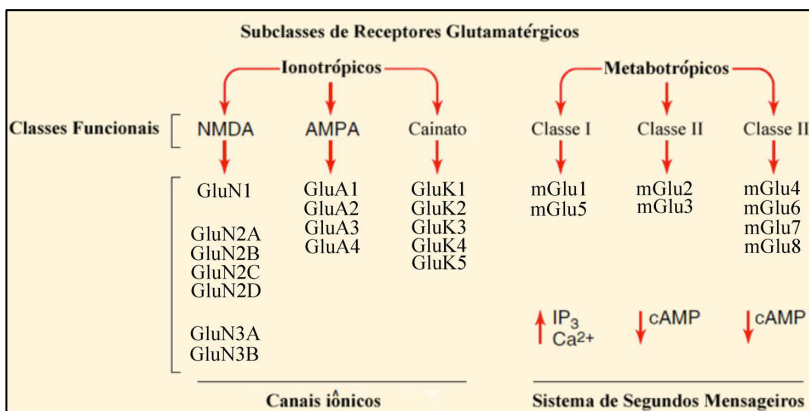 Subclasses de Receptores Glutamatérgicos
Ionotrópicos
Metabotrópicos
Classes Funcionais
NMDA
AMPA
Cainato
Classe I
Classe II
Classe II
GluN1
GluN2A
GluN2B
GluN2C
GluN2D
GluN3A
GluN3B
GluA1
GluA2
GluA3
GluA4
GluK1
GluK2
GluK3
GluK4
GluK5
mGlu1
mGlu5
mGlu2
mGlu3
mGlu4
mGlu6
mGlu7
mGlu8
IP₃
Ca²⁺
cAMP
cAMP
Canais iônicos
Sistema de Segundos Mensageiros